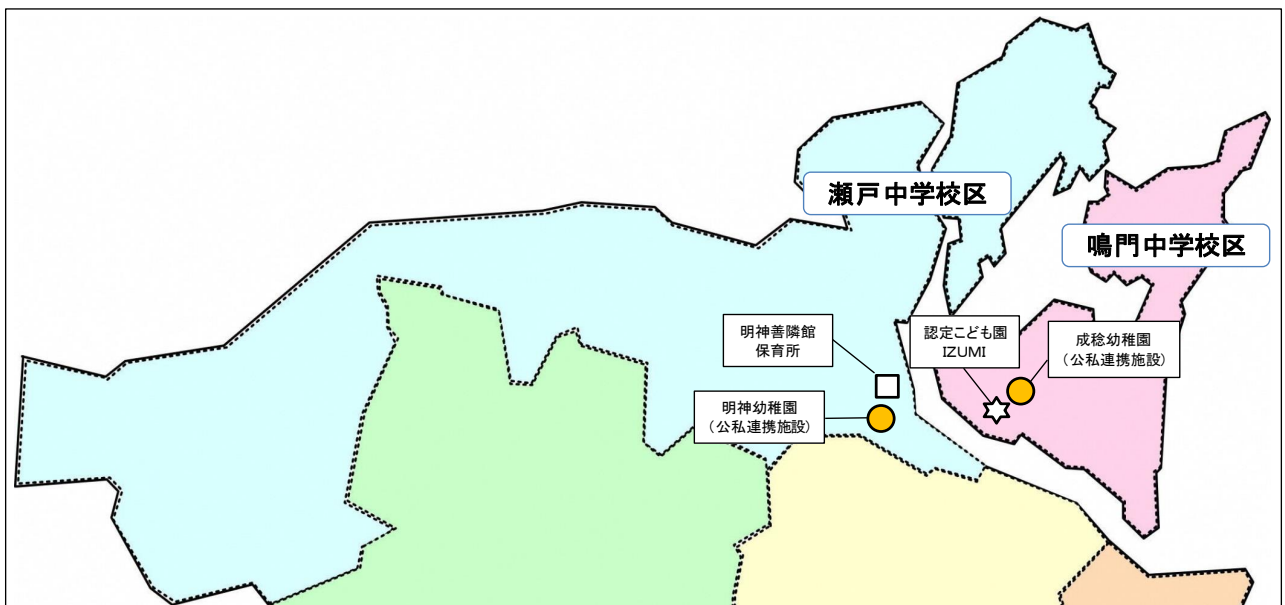 瀬戸中学校区
鳴門中学校区
明神善隣館
保育所
認定こども園
IZUMI
成稔幼稚園
（公私連携施設）
明神幼稚園
（公私連携施設）